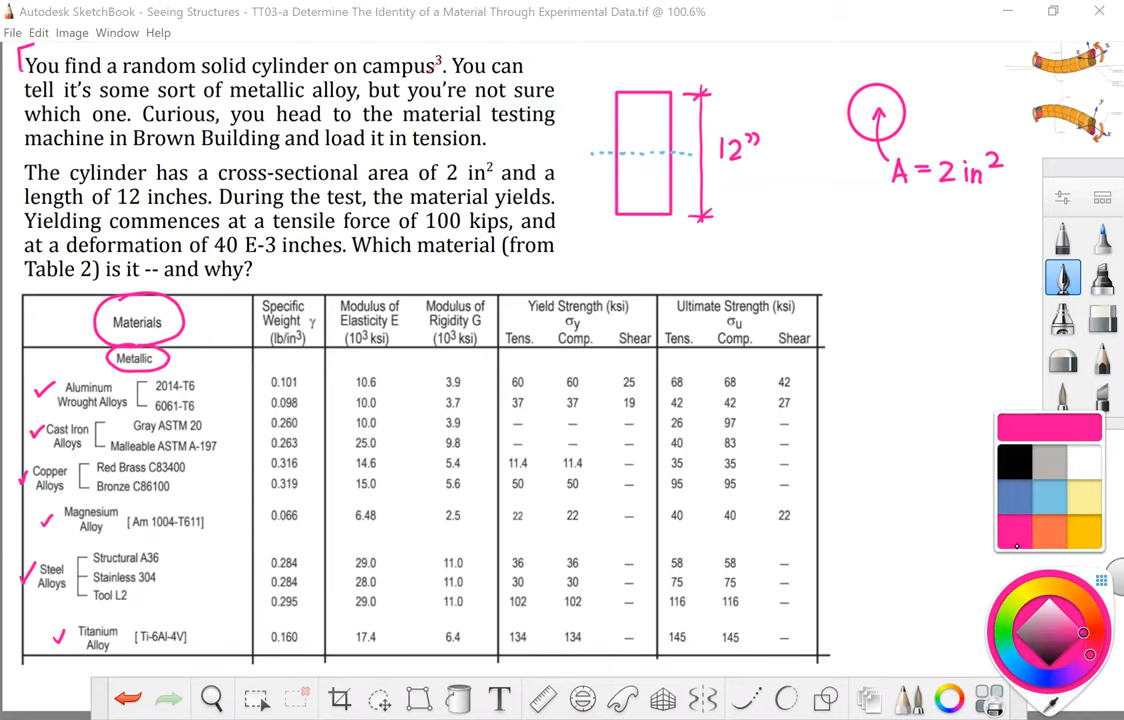 Autodesk SketchBook - Seeing Structures - TT03-a Determine The Identity of a Material Through Experimental Data.tif @ 100.6%
File Edit Image Window Help
You find a random solid cylinder on campus³. You can
tell it's some sort of metallic alloy, but you're not sure
which one. Curious, you head to the material testing
machine in Brown Building and load it in tension.
The cylinder has a cross-sectional area of 2 in² and a
length of 12 inches. During the test, the material yields.
Yielding commences at a tensile force of 100 kips, and
at a deformation of 40 E-3 inches. Which material (from
Table 2) is it -- and why?
12"
A = 2 in²
Materials Specific Weight γ (lb/in³) Modulus of Elasticity E (10³ ksi) Modulus of Rigidity G (10³ ksi) Yield Strength (ksi) σy Tens. Comp. Shear Ultimate Strength (ksi) σu Tens. Comp. Shear
Metallic
Aluminum Wrought Alloys
2014-T6 0.101 10.6 3.9 60 60 25 68 68 42
6061-T6 0.098 10.0 3.7 37 37 19 42 42 27
Cast Iron Alloys
Gray ASTM 20 0.260 10.0 3.9 – – – 26 97 –
Malleable ASTM A-197 0.263 25.0 9.8 – – – 40 83 –
Copper Alloys
Red Brass C83400 0.316 14.6 5.4 11.4 11.4 – 35 35 –
Bronze C86100 0.319 15.0 5.6 50 50 – 95 95 –
Magnesium Alloy [Am 1004-T611] 0.066 6.48 2.5 22 22 – 40 40 22
Steel Alloys
Structural A36 0.284 29.0 11.0 36 36 – 58 58 –
Stainless 304 0.284 28.0 11.0 30 30 – 75 75 –
Tool L2 0.295 29.0 11.0 102 102 – 116 116 –
Titanium Alloy [Ti-6Al-4V] 0.160 17.4 6.4 134 134 – 145 145 –